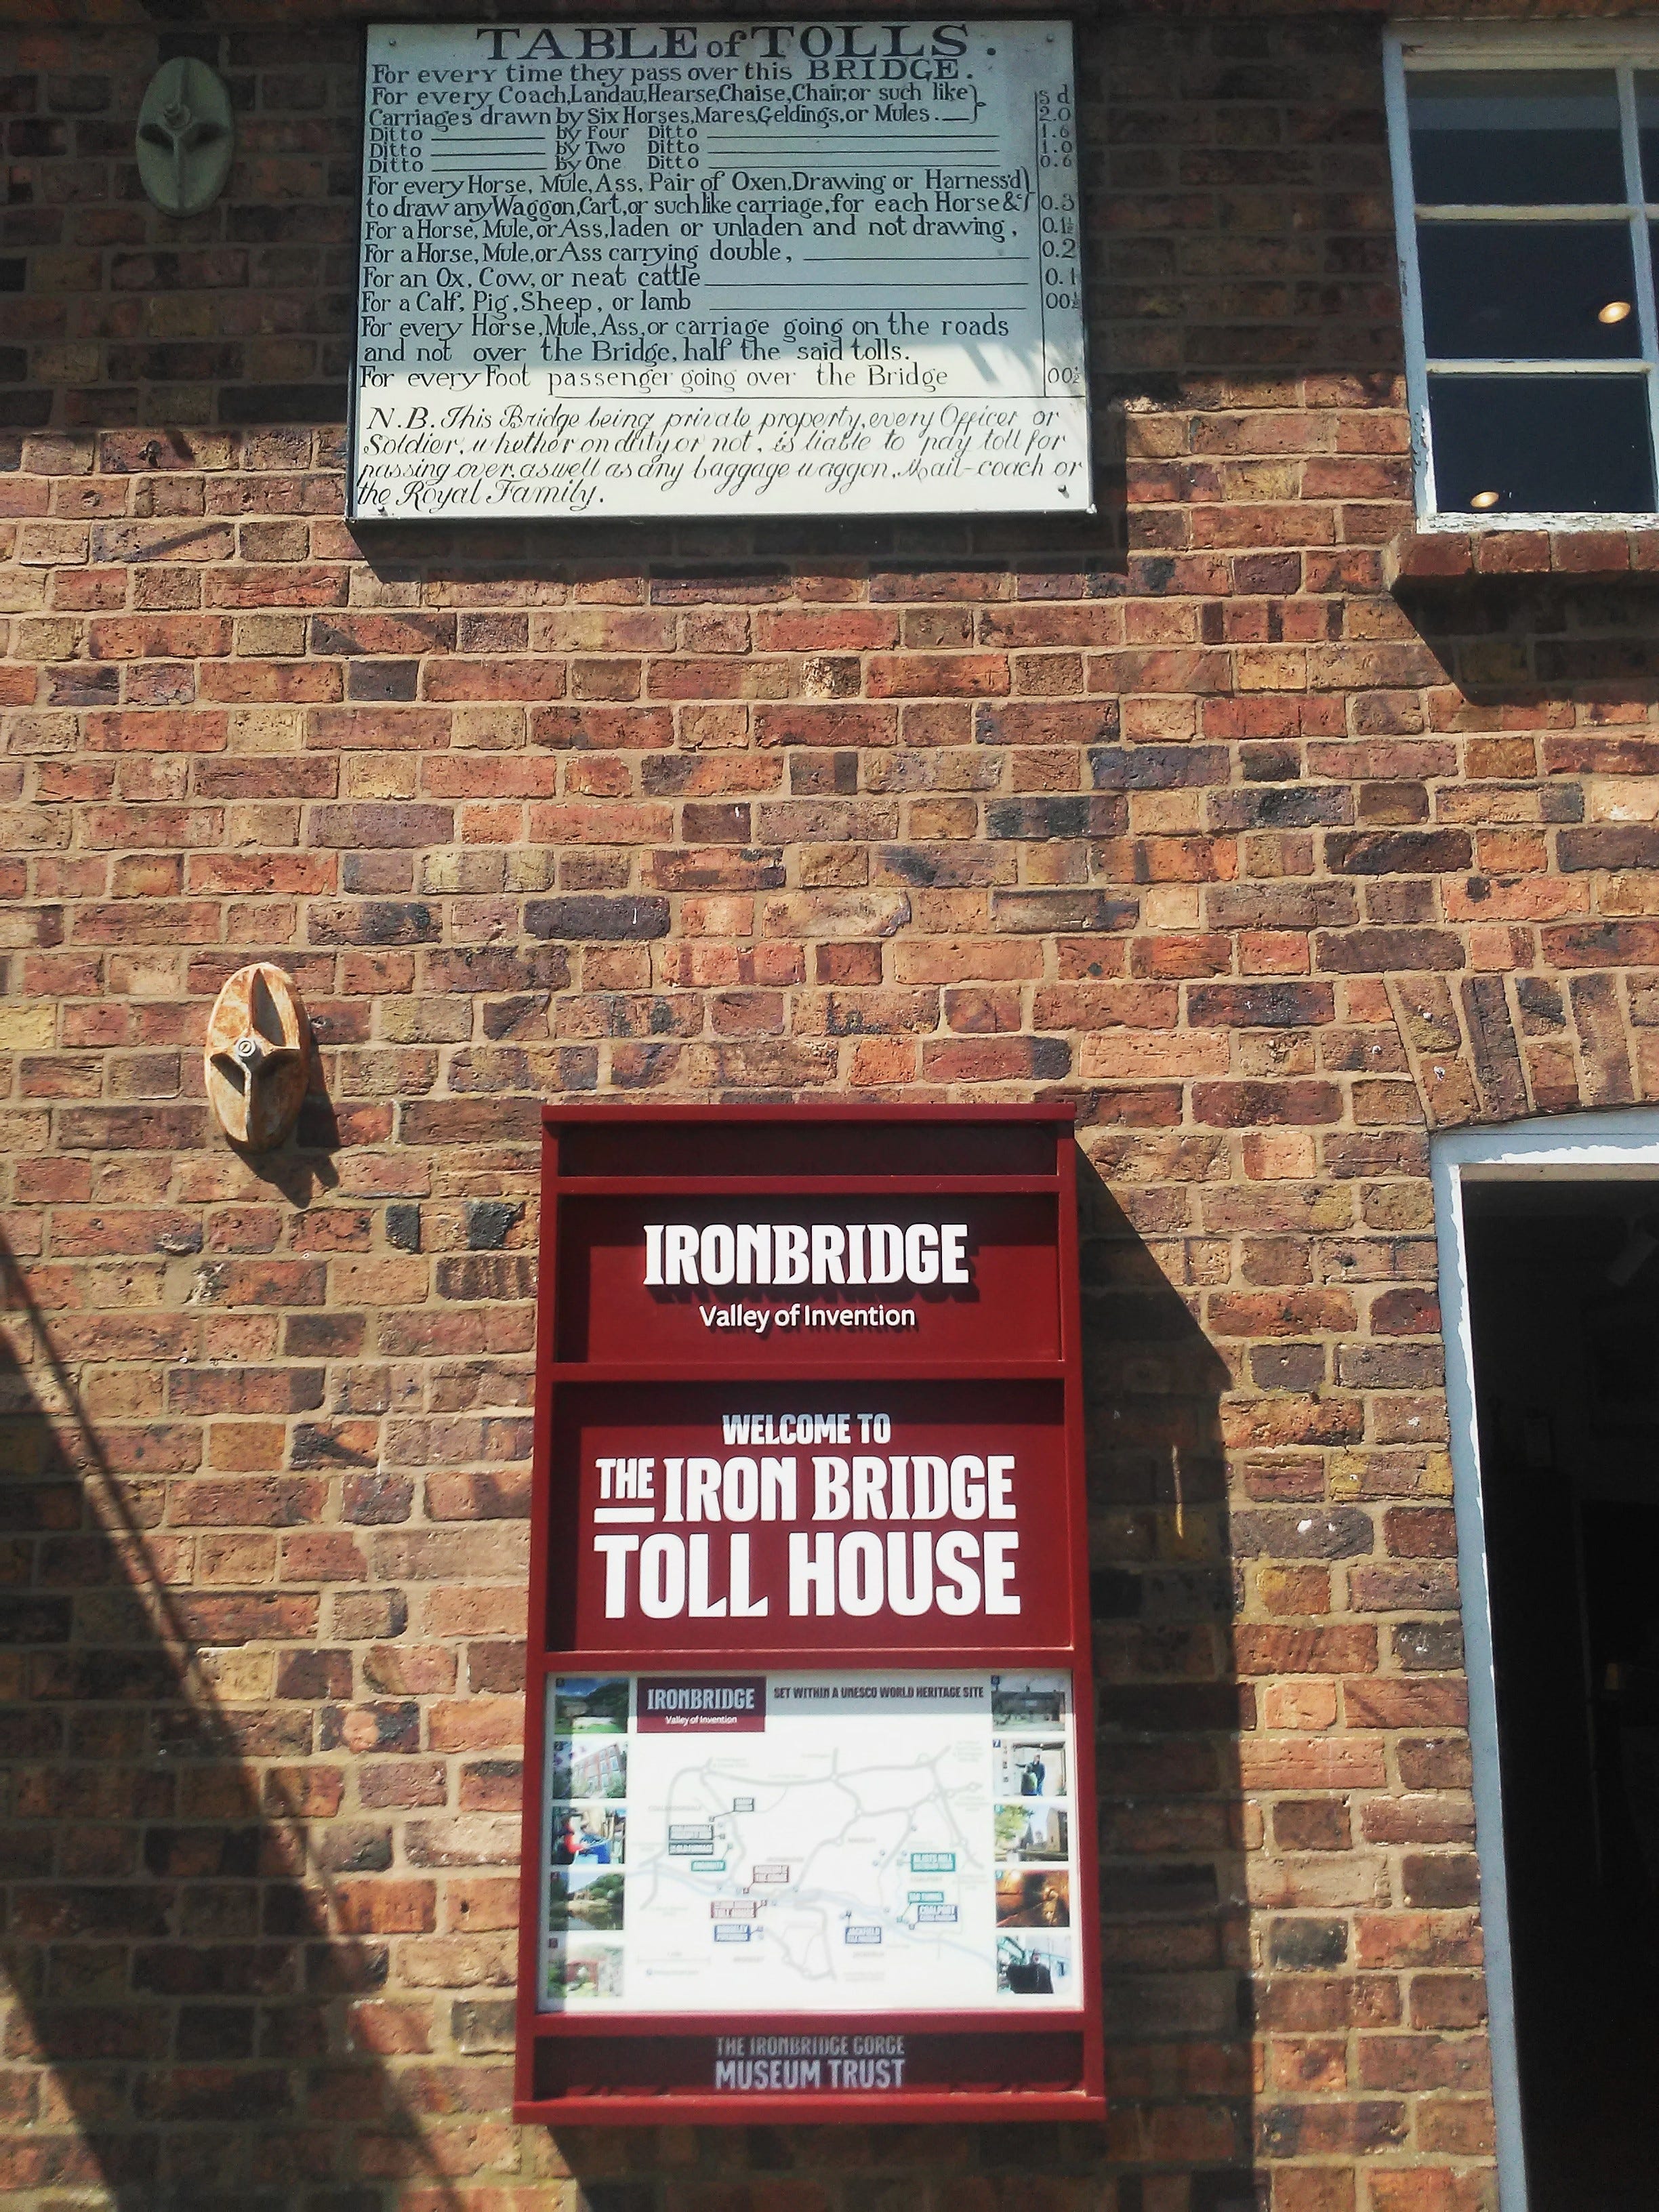 TABLE of TOLLS.
For every time they pass over this BRIDGE.
For every Coach, Landau, Hearse, Chaise, Chair, or such like
s d
Carriages drawn by Six Horses, Mares, Geldings, or Mules. 2.0
Ditto by Four Ditto 1.6
Ditto by Two Ditto 1.0
Ditto by One Ditto 0.6
For every Horse, Mule, Ass, Pair of Oxen, Drawing or Harness'd
to draw any Waggon, Cart, or suchlike carriage, for each Horse &c 0.3
For a Horse, Mule, or Ass, laden or unladen and not drawing, 0.1½
For a Horse, Mule, or Ass carrying double, 0.2
For an Ox, Cow, or neat cattle 0.1
For a Calf, Pig, Sheep, or lamb 00½
For every Horse, Mule, Ass, or carriage going on the roads
and not over the Bridge, half the said tolls.
For every Foot passenger going over the Bridge 00½
N.B. This Bridge being private property, every Officer or
Soldier, whether on duty or not, is liable to pay toll for
passing over, as well as any baggage waggon, Mail-coach or
the Royal Family.
IRONBRIDGE
Valley of Invention
WELCOME TO
THE IRON BRIDGE
TOLL HOUSE
IRONBRIDGE
Valley of Invention
SET WITHIN A UNESCO WORLD HERITAGE SITE
THE IRONBRIDGE GORGE
MUSEUM TRUST